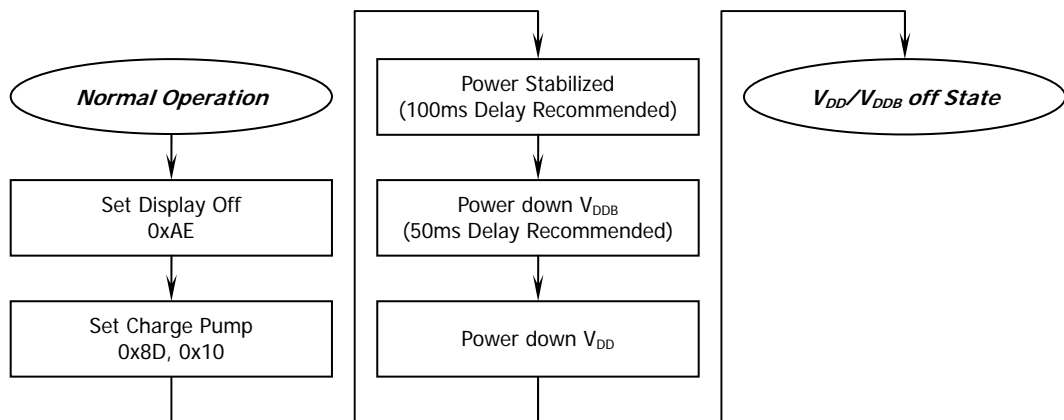 Normal Operation
Set Display Off
0xAE
Set Charge Pump
0x8D, 0x10
Power Stabilized
(100ms Delay Recommended)
Power down VDDB
(50ms Delay Recommended)
Power down VDD
VDD/VDDB off State